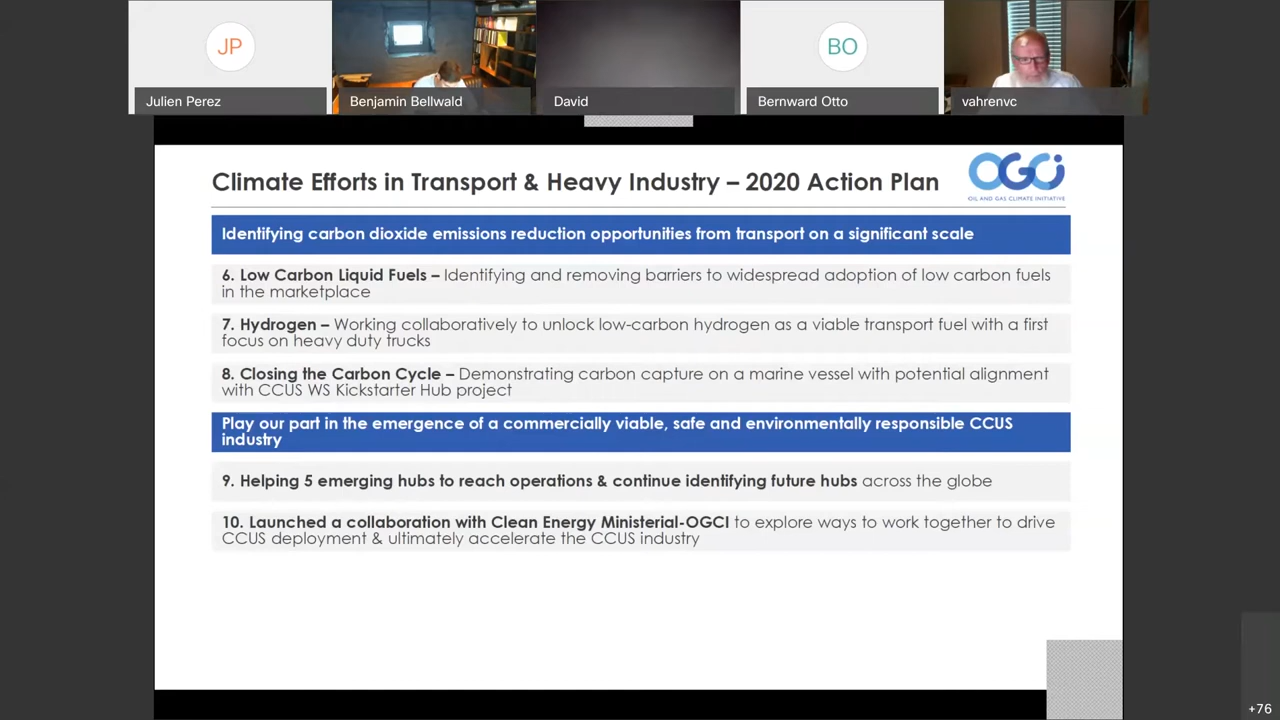 JP
BO
Julien Perez
Benjamin Bellwald
David
Bernward Otto
vahrenvc
Climate Efforts in Transport & Heavy Industry – 2020 Action Plan
OGCi
OIL AND GAS CLIMATE INITIATIVE
Identifying carbon dioxide emissions reduction opportunities from transport on a significant scale
6. Low Carbon Liquid Fuels – Identifying and removing barriers to widespread adoption of low carbon fuels
in the marketplace
7. Hydrogen – Working collaboratively to unlock low-carbon hydrogen as a viable transport fuel with a first
focus on heavy duty trucks
8. Closing the Carbon Cycle – Demonstrating carbon capture on a marine vessel with potential alignment
with CCUS WS Kickstarter Hub project
Play our part in the emergence of a commercially viable, safe and environmentally responsible CCUS
industry
9. Helping 5 emerging hubs to reach operations & continue identifying future hubs across the globe
10. Launched a collaboration with Clean Energy Ministerial-OGCI to explore ways to work together to drive
CCUS deployment & ultimately accelerate the CCUS industry
+76